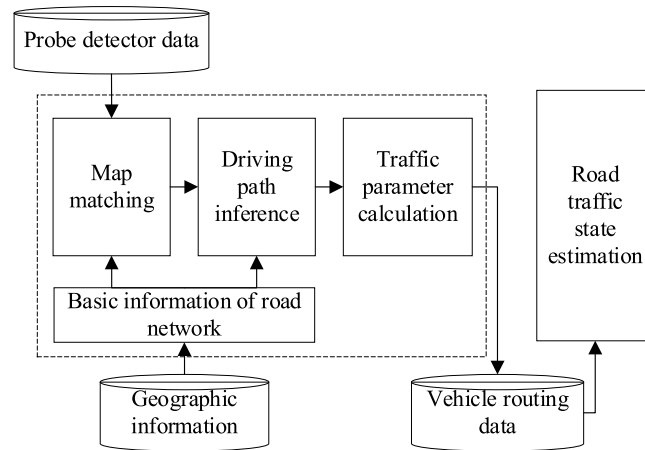 Probe detector data
Map
matching
Driving
path
inference
Traffic
parameter
calculation
Road
traffic
state
estimation
Basic information of road
network
Geographic
information
Vehicle routing
data